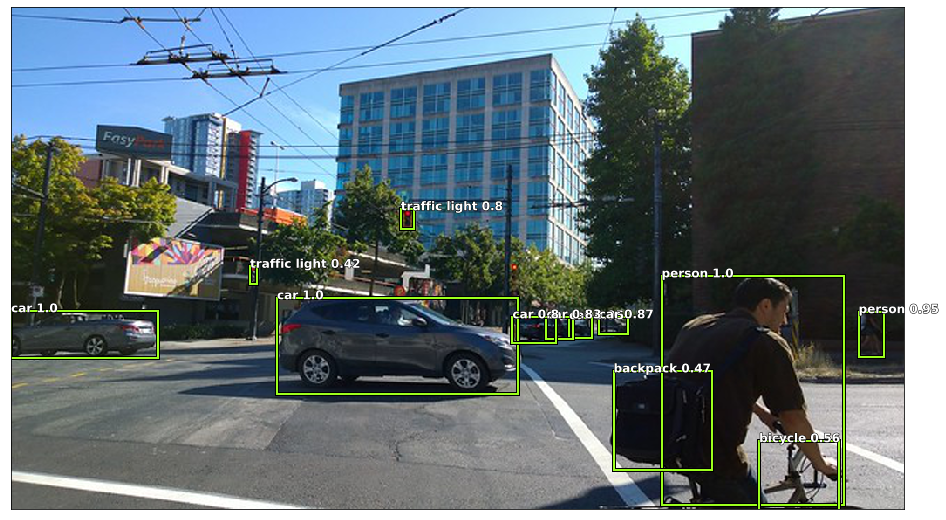 EasyPark
traffic light 0.8
traffic light 0.42
person 1.0
car 1.0
car 1.0
person 0.95
car 0.87
backpack 0.47
bicycle 0.56